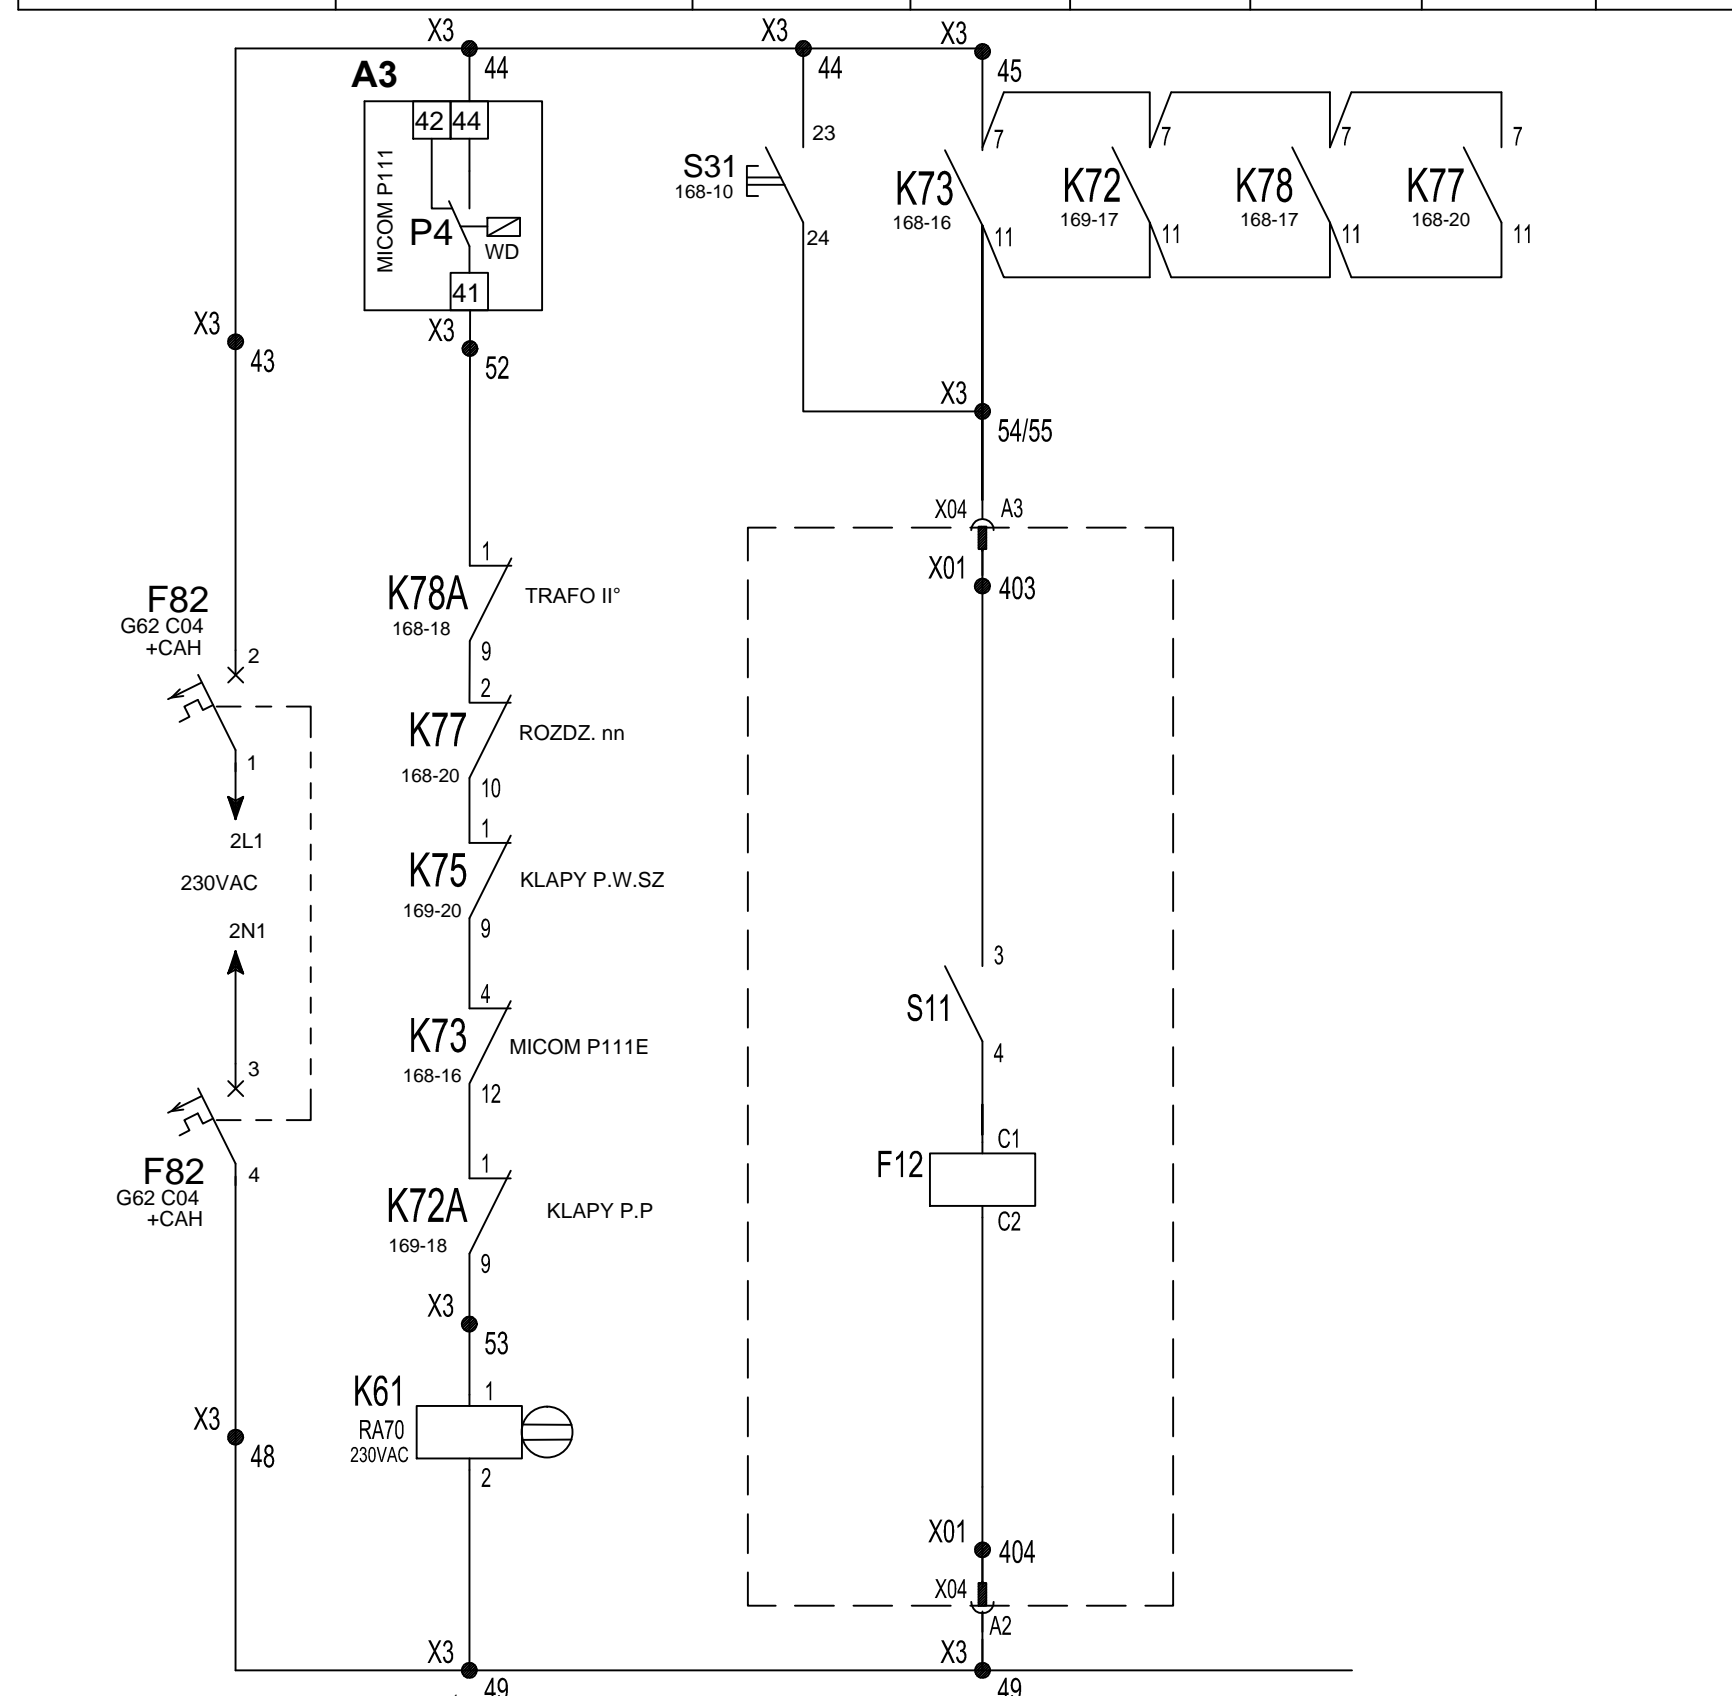 X3
X3
X3
44
44
45
A3
42
44
MICOM P111
P4
WD
41
X3
52
23
S31
168-10
24
7
K73
168-16
11
7
K72
169-17
11
7
K78
168-17
11
7
K77
168-20
11
X3
43
X3
54/55
X04
A3
X01
403
F82
G62 C04
+CAH
2
1
2L1
230VAC
2N1
3
F82
G62 C04
+CAH
4
1
K78A
TRAFO II°
168-18
9
2
K77
ROZDZ. nn
168-20
10
1
K75
KLAPY P.W.SZ
169-20
9
4
K73
MICOM P111E
168-16
12
1
K72A
KLAPY P.P
169-18
9
X3
53
K61
1
RA70
230VAC
2
3
S11
4
C1
F12
C2
X3
48
X01
404
X04
A2
X3
49
X3
49